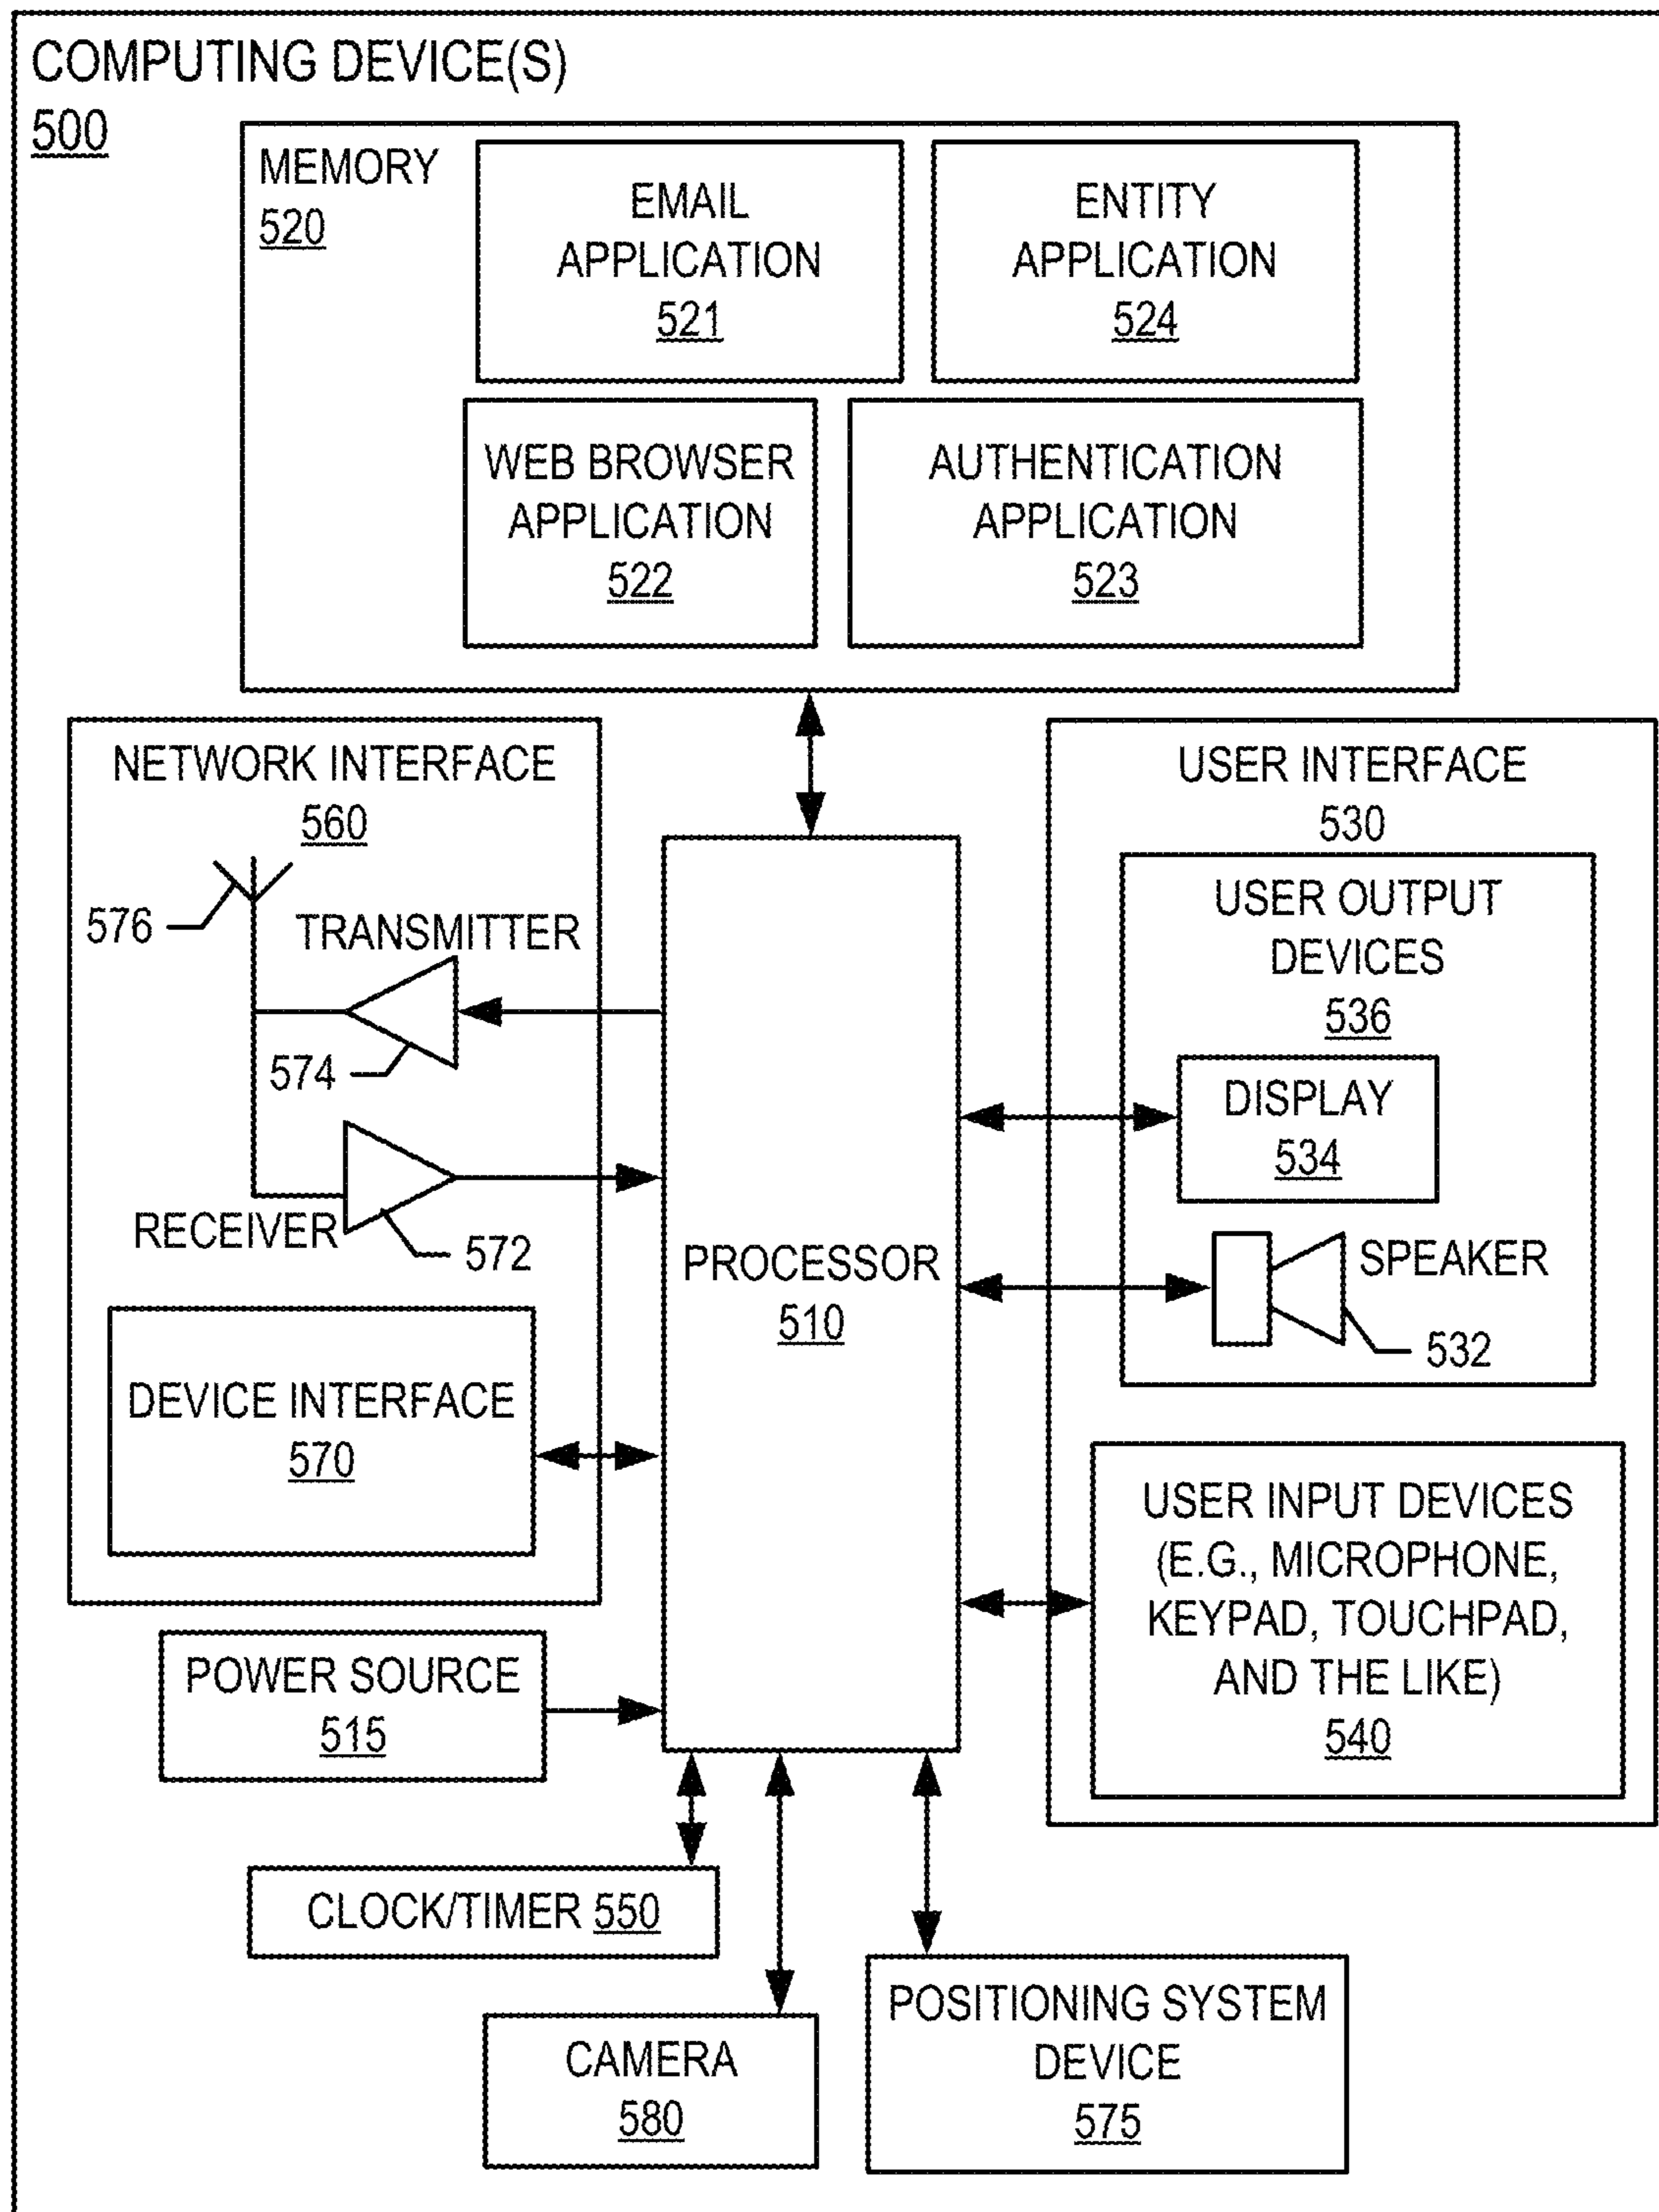 COMPUTING DEVICE(S)
500
MEMORY
520
EMAIL
APPLICATION
521
ENTITY
APPLICATION
524
WEB BROWSER
APPLICATION
522
AUTHENTICATION
APPLICATION
523
NETWORK INTERFACE
560
576
TRANSMITTER
574
RECEIVER
572
DEVICE INTERFACE
570
PROCESSOR
510
USER INTERFACE
530
USER OUTPUT
DEVICES
536
DISPLAY
534
SPEAKER
532
USER INPUT DEVICES
(E.G., MICROPHONE,
KEYPAD, TOUCHPAD,
AND THE LIKE)
540
POWER SOURCE
515
CLOCK/TIMER 550
CAMERA
580
POSITIONING SYSTEM
DEVICE
575